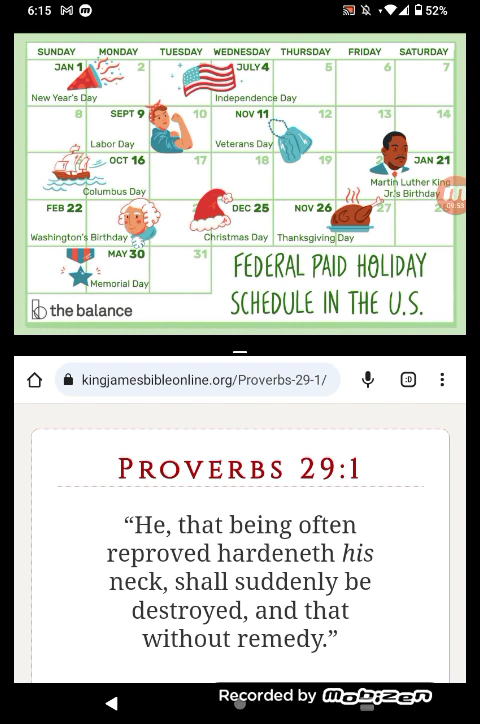 6:15
52%
SUNDAY MONDAY TUESDAY WEDNESDAY THURSDAY FRIDAY SATURDAY
JAN 1 2 JULY 4 5 6 7
New Year's Day Independence Day
8 SEPT 9 10 NOV 11 12 13 14
Labor Day Veterans Day
OCT 16 17 18 19 JAN 21
Columbus Day Martin Luther King
Jr.'s Birthday
FEB 22 DEC 25 NOV 26 27
Washington's Birthday Christmas Day Thanksgiving Day
MAY 30 31
Memorial Day
FEDERAL PAID HOLIDAY
SCHEDULE IN THE U.S.
the balance
09:53
kingjamesbibleonline.org/Proverbs-29-1/
:D
PROVERBS 29:1
“He, that being often
reproved hardeneth his
neck, shall suddenly be
destroyed, and that
without remedy.”
Recorded by Mobizen